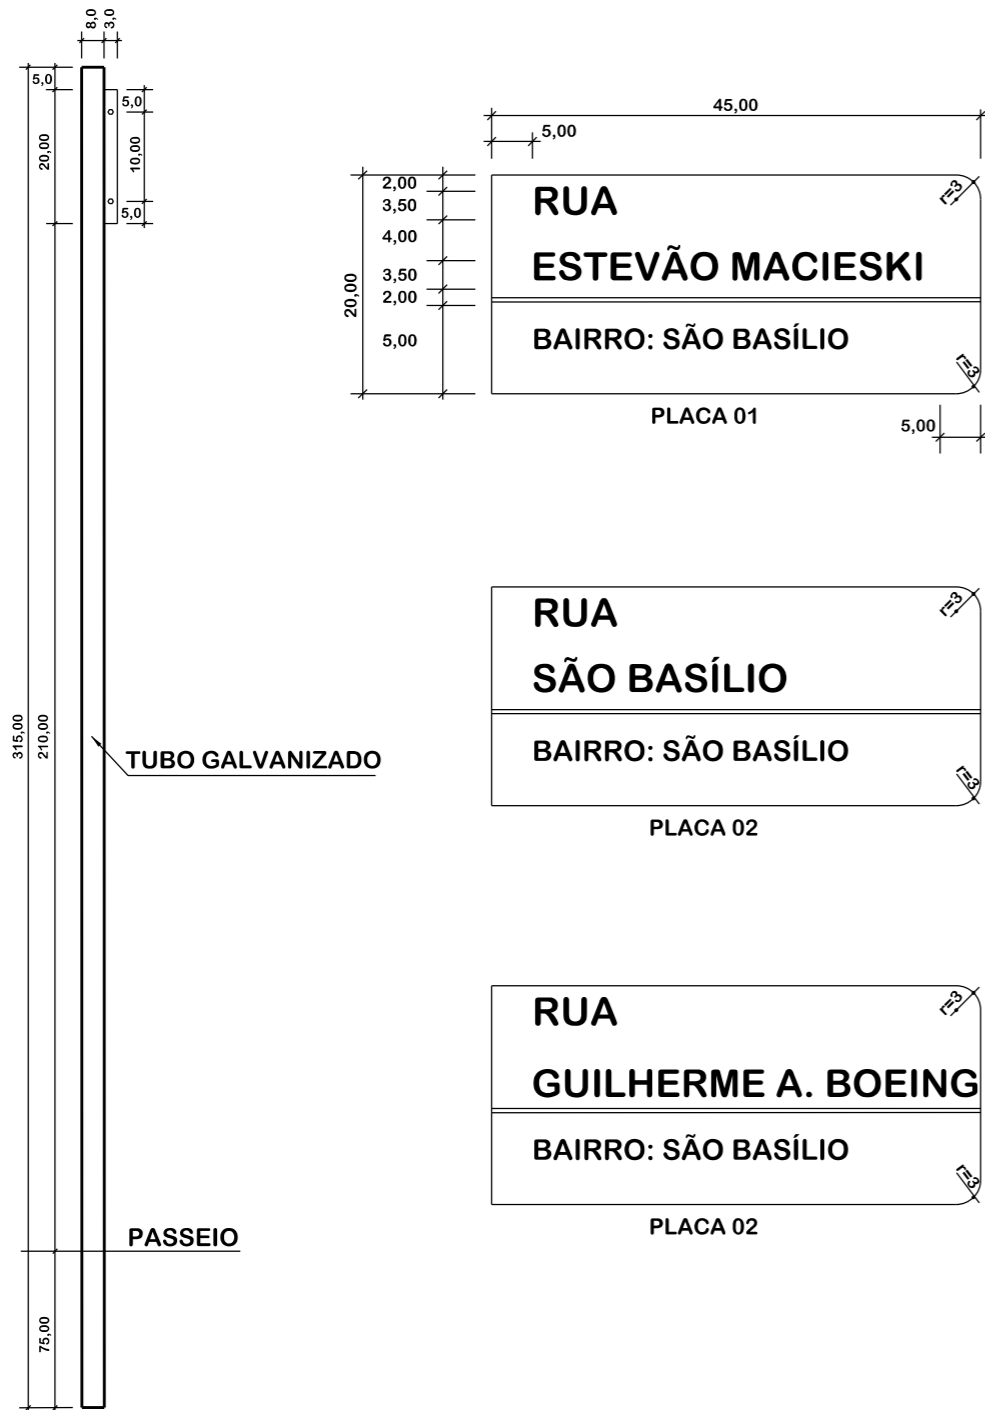 8,0 3,0
5,0
20,00
5,0
10,00
5,0
315,00
210,00
TUBO GALVANIZADO
PASSEIO
75,00
45,00
5,00
2,00
3,50
4,00
3,50
2,00
5,00
20,00
RUA
r=3
ESTEVÃO MACIESKI
BAIRRO: SÃO BASÍLIO
r=3
PLACA 01
5,00
RUA
r=3
SÃO BASÍLIO
BAIRRO: SÃO BASÍLIO
r=3
PLACA 02
RUA
r=3
GUILHERME A. BOEING
BAIRRO: SÃO BASÍLIO
r=3
PLACA 02